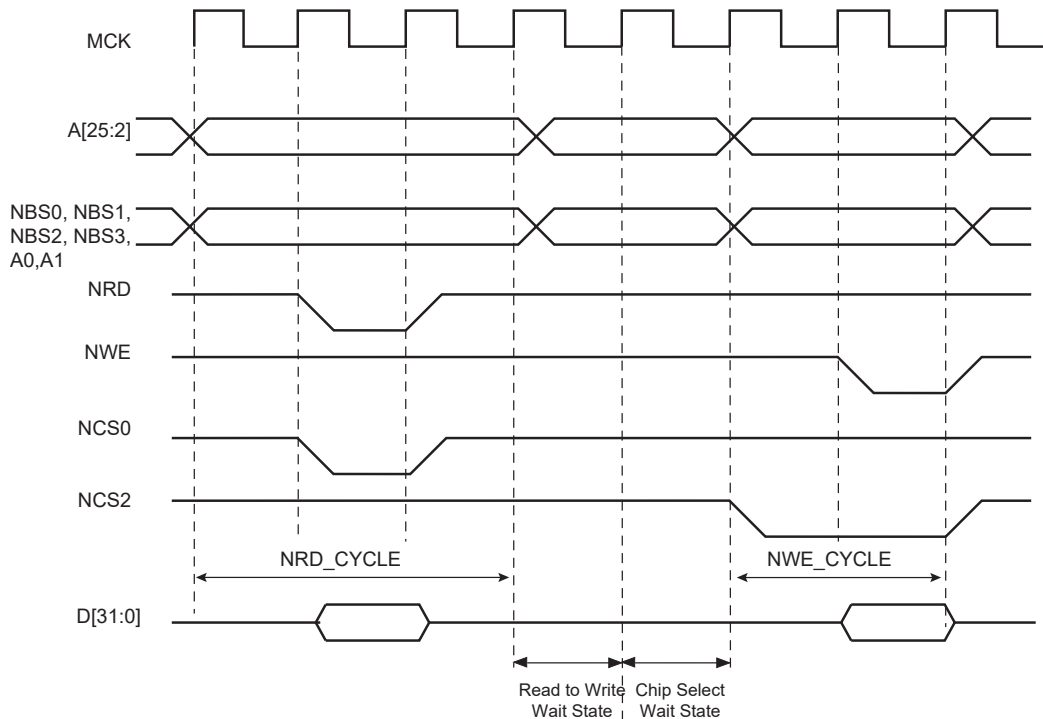 MCK
A[25:2]
NBS0, NBS1,
NBS2, NBS3,
A0,A1
NRD
NWE
NCS0
NCS2
NRD_CYCLE
NWE_CYCLE
D[31:0]
Read to Write
Wait State
Chip Select
Wait State